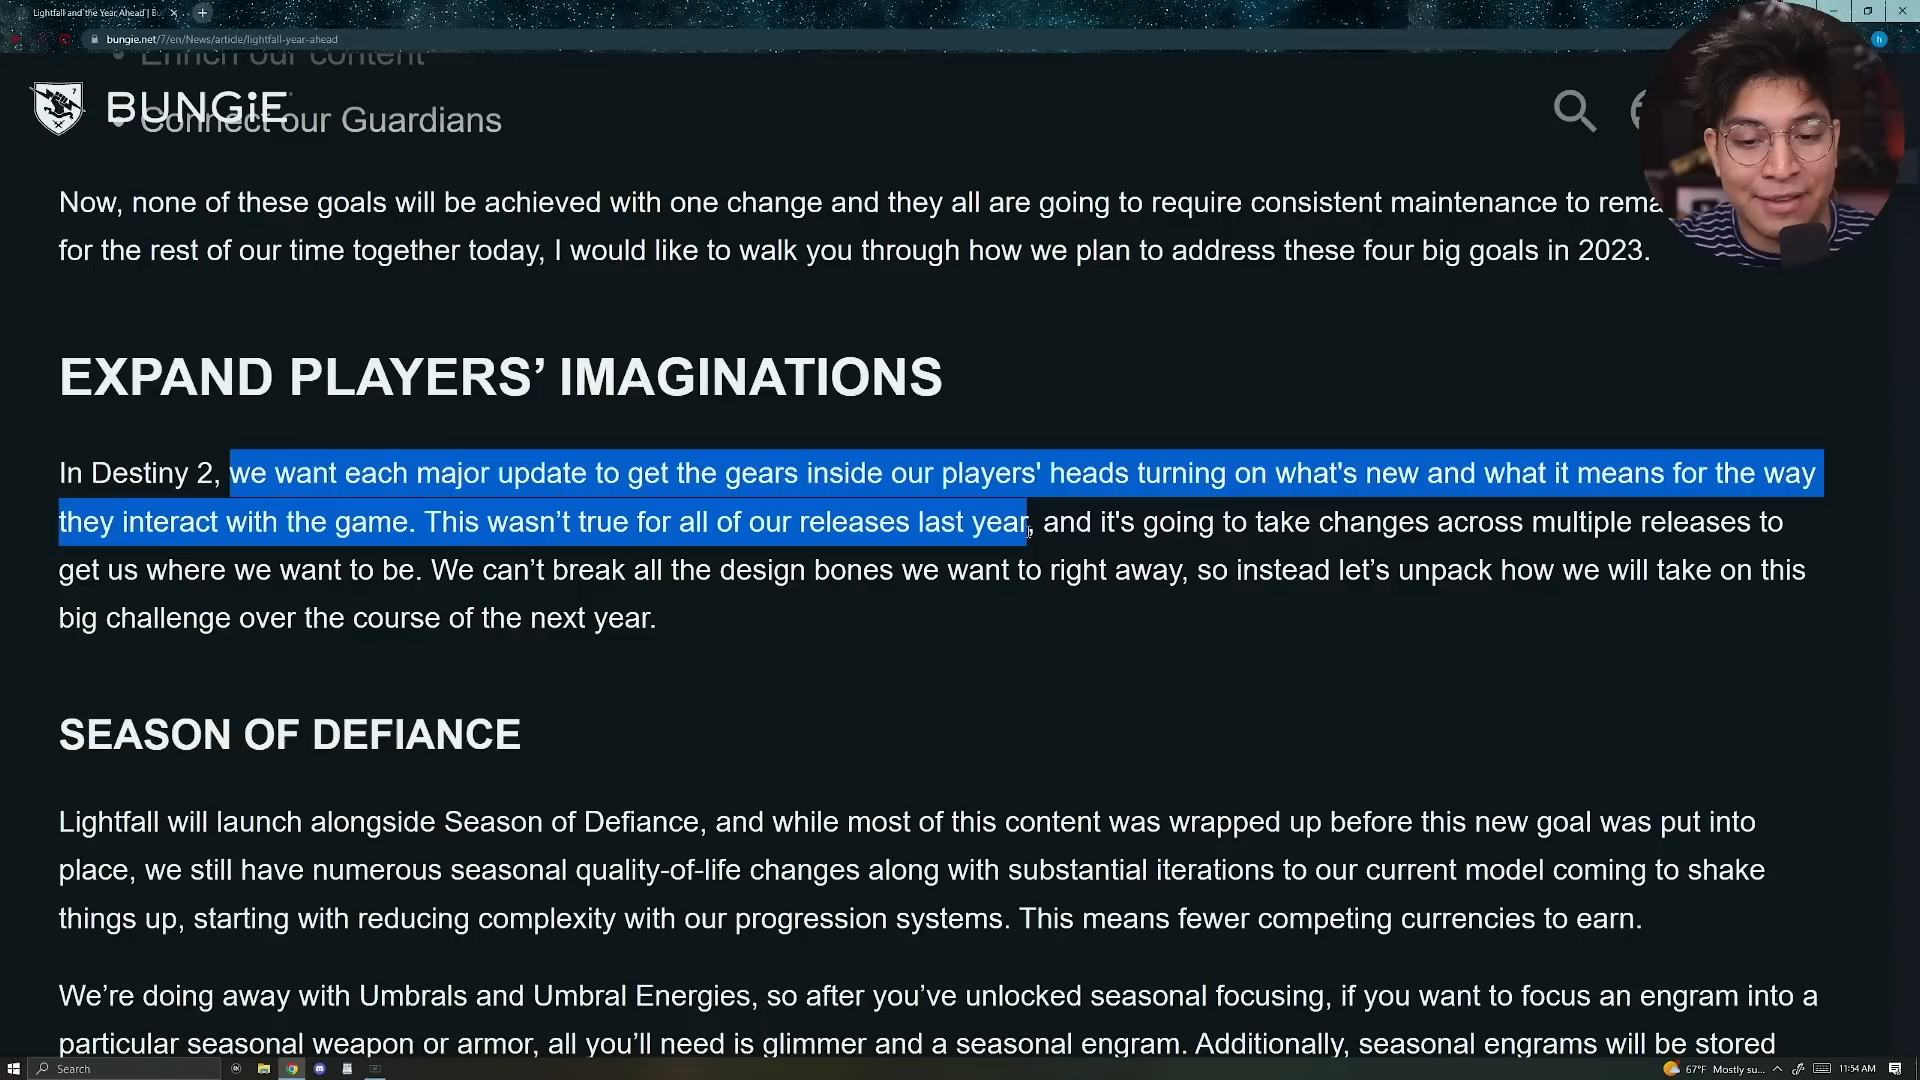 Lightfall and the Year Ahead | Bu
bungie.net/7/en/News/article/lightfall-year-ahead
h
• Enrich our content
BUNGiE
• Connect our Guardians
Now, none of these goals will be achieved with one change and they all are going to require consistent maintenance to rema
for the rest of our time together today, I would like to walk you through how we plan to address these four big goals in 2023.
EXPAND PLAYERS’ IMAGINATIONS
In Destiny 2, we want each major update to get the gears inside our players' heads turning on what's new and what it means for the way
they interact with the game. This wasn’t true for all of our releases last year, and it's going to take changes across multiple releases to
get us where we want to be. We can’t break all the design bones we want to right away, so instead let’s unpack how we will take on this
big challenge over the course of the next year.
SEASON OF DEFIANCE
Lightfall will launch alongside Season of Defiance, and while most of this content was wrapped up before this new goal was put into
place, we still have numerous seasonal quality-of-life changes along with substantial iterations to our current model coming to shake
things up, starting with reducing complexity with our progression systems. This means fewer competing currencies to earn.
We’re doing away with Umbrals and Umbral Energies, so after you’ve unlocked seasonal focusing, if you want to focus an engram into a
particular seasonal weapon or armor, all you’ll need is glimmer and a seasonal engram. Additionally, seasonal engrams will be stored
Search
67°F Mostly su...
11:54 AM